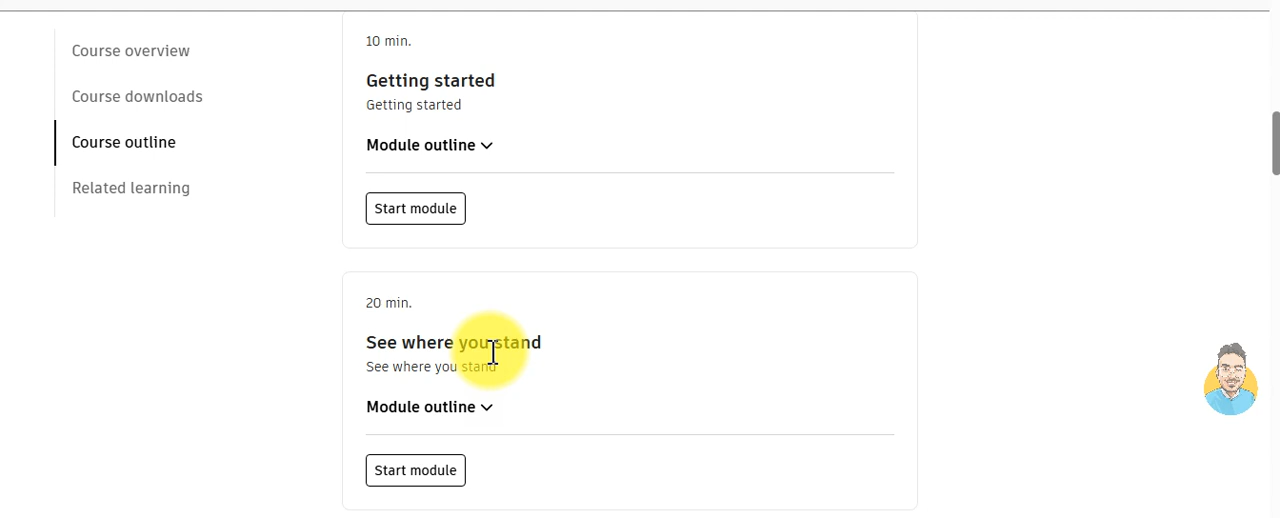 Course overview
Course downloads
Course outline
Related learning
10 min.
Getting started
Getting started
Module outline
Start module
20 min.
See where you stand
See where you stand
Module outline
Start module